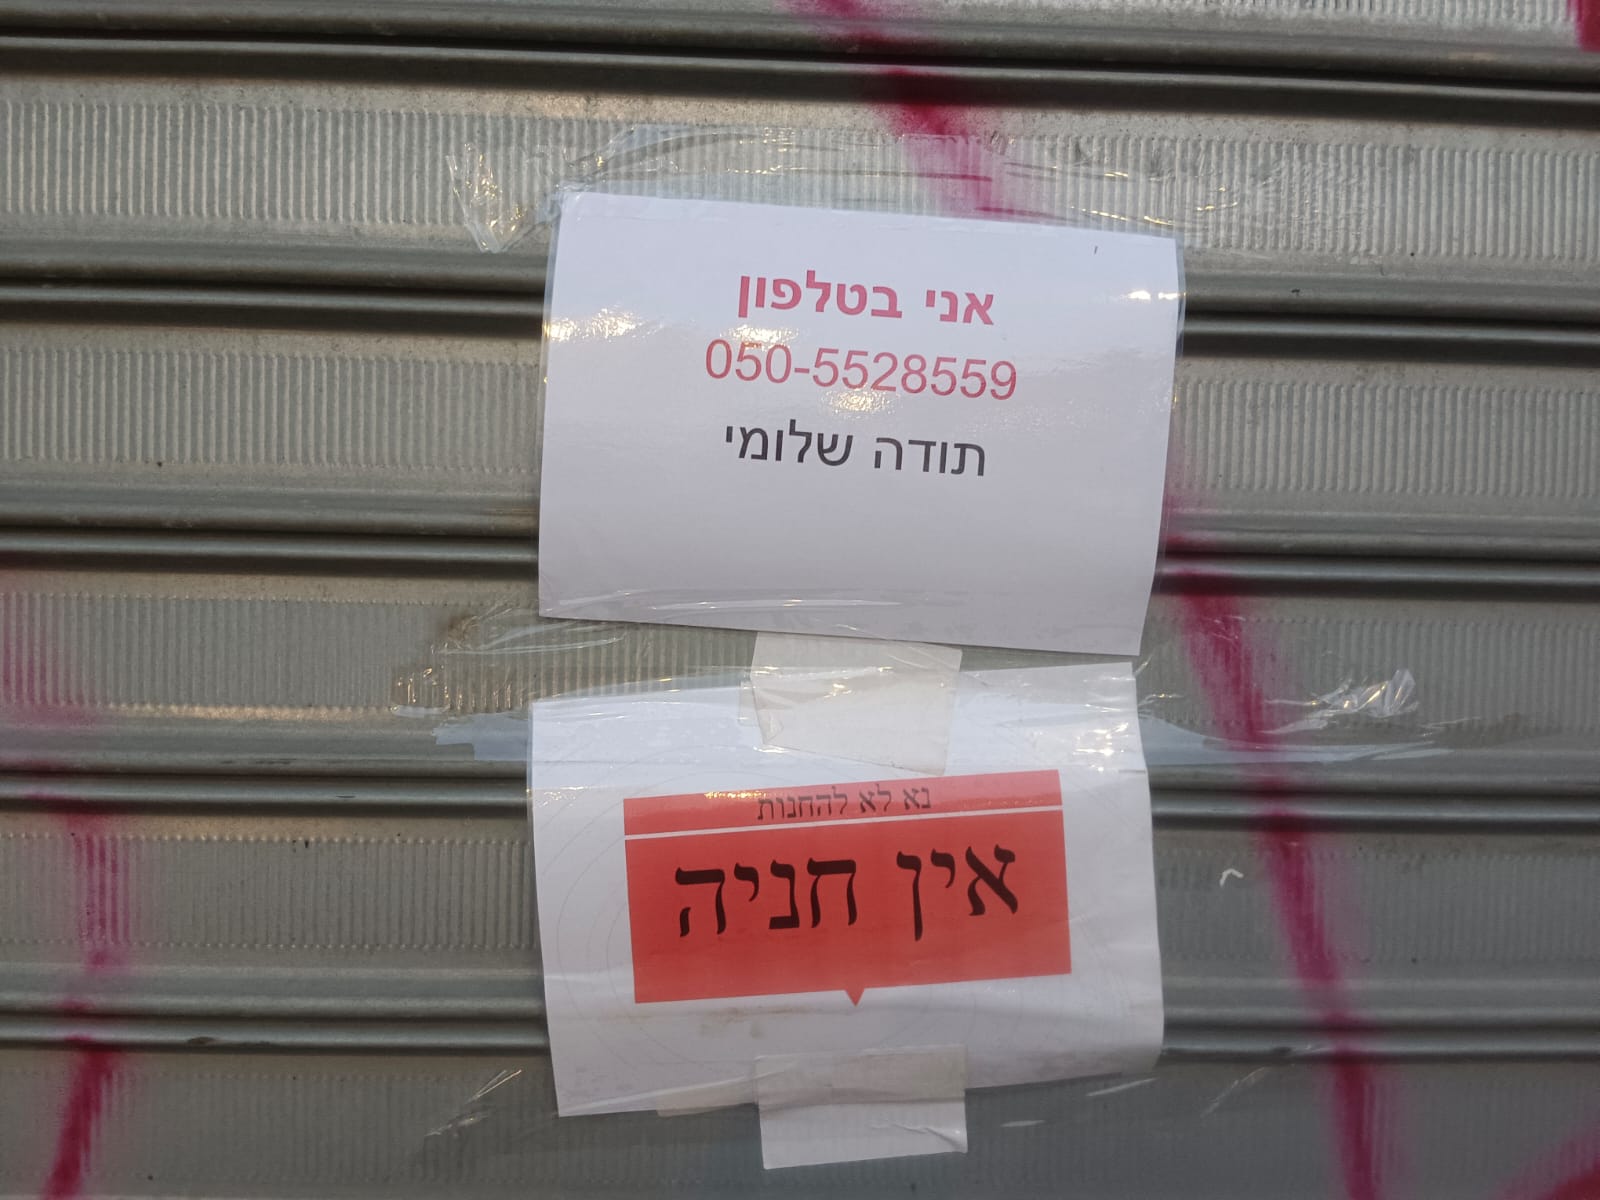 אני בטלפון
050-5528559
תודה שלומי
נא לא להחנות
אין חניה